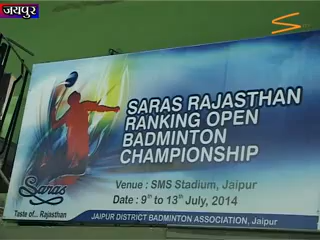 जयपुर
SARAS RAJASTHAN
RANKING OPEN
BADMINTON
CHAMPIONSHIP
Venue : SMS Stadium, Jaipur
Date : 9th to 13th July, 2014
Saras
Taste of... Rajasthan
JAIPUR DISTRICT BADMINTON ASSOCIATION, Jaipur